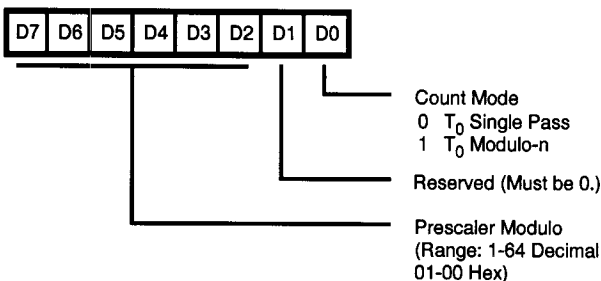 D7 D6 D5 D4 D3 D2 D1 D0
Count Mode
0 T0 Single Pass
1 T0 Modulo-n
Reserved (Must be 0.)
Prescaler Modulo
(Range: 1-64 Decimal
01-00 Hex)